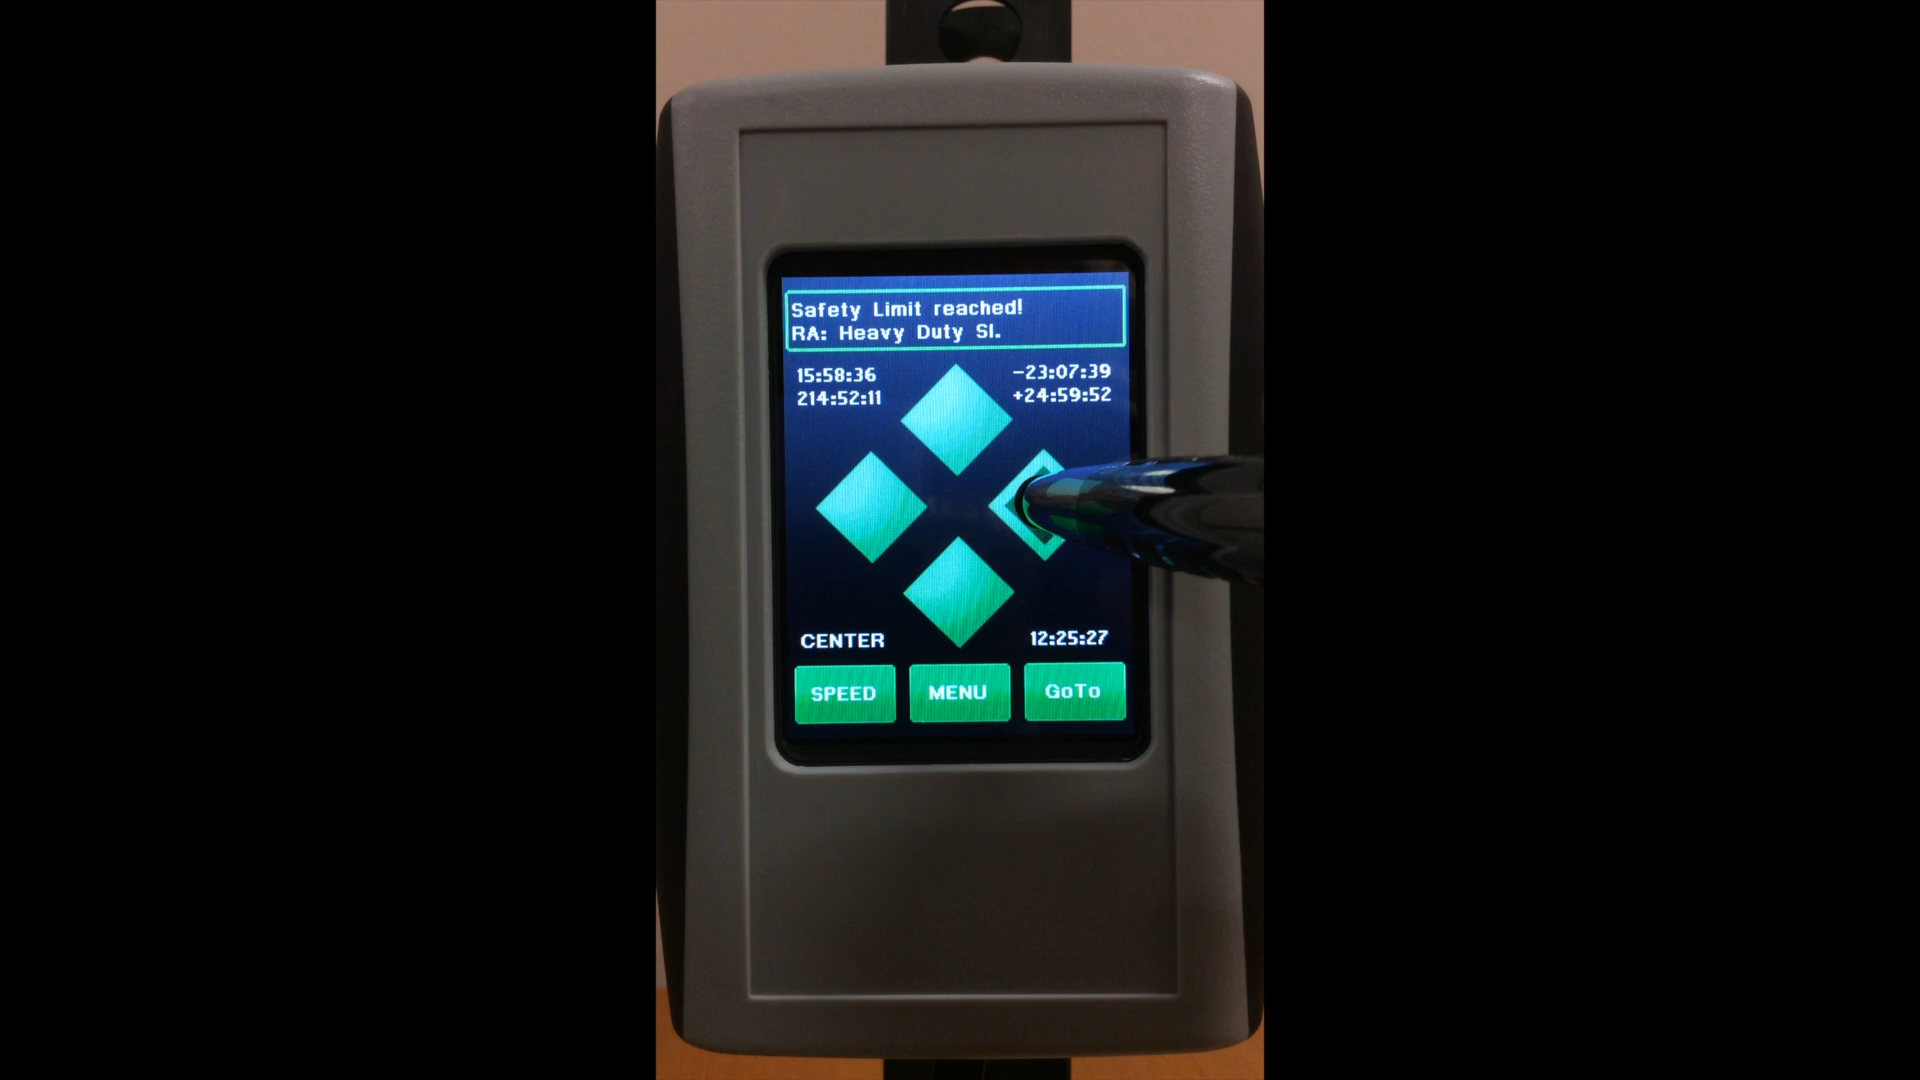 Safety Limit reached!
RA: Heavy Duty Sl.
15:58:36
-23:07:39
214:52:11
+24:59:52
CENTER
12:25:27
SPEED
MENU
GoTo